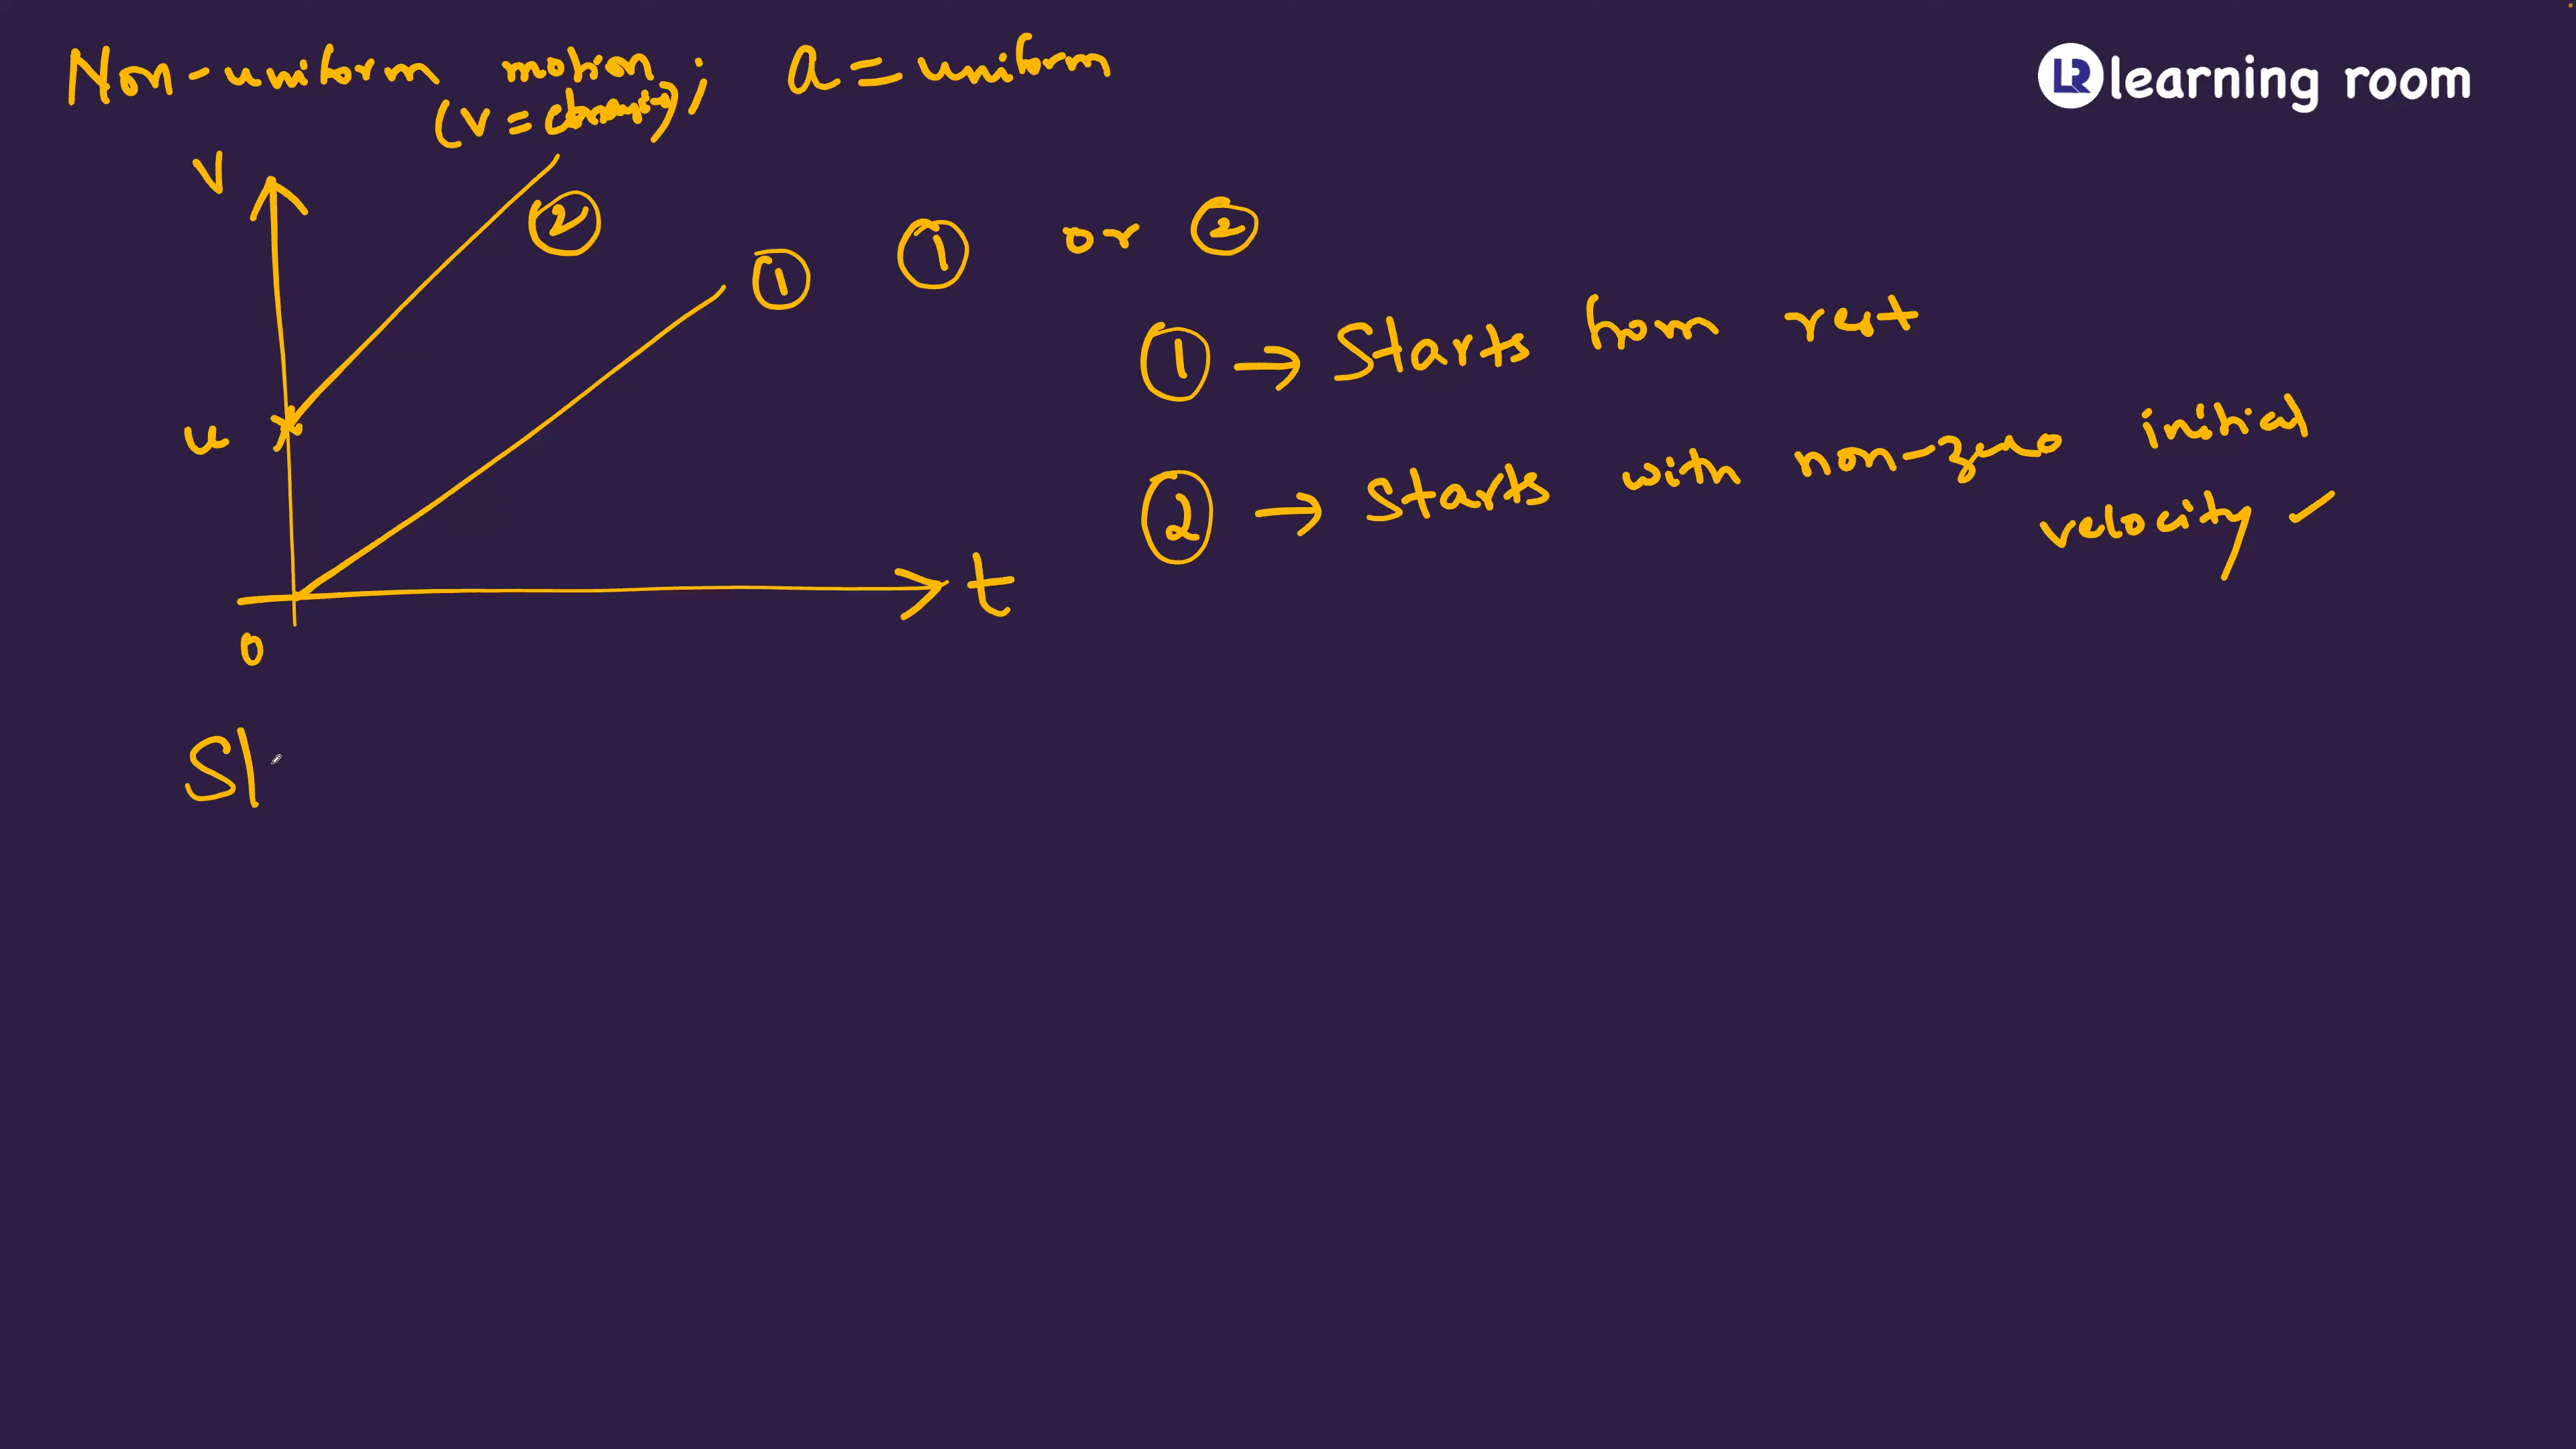 Non-uniform motion ; a = uniform
(v = changing)
learning room
v
②
① ① or ②
① → Starts from rest
u
② → Starts with non-zero initial
velocity ✓
t
0
Sl